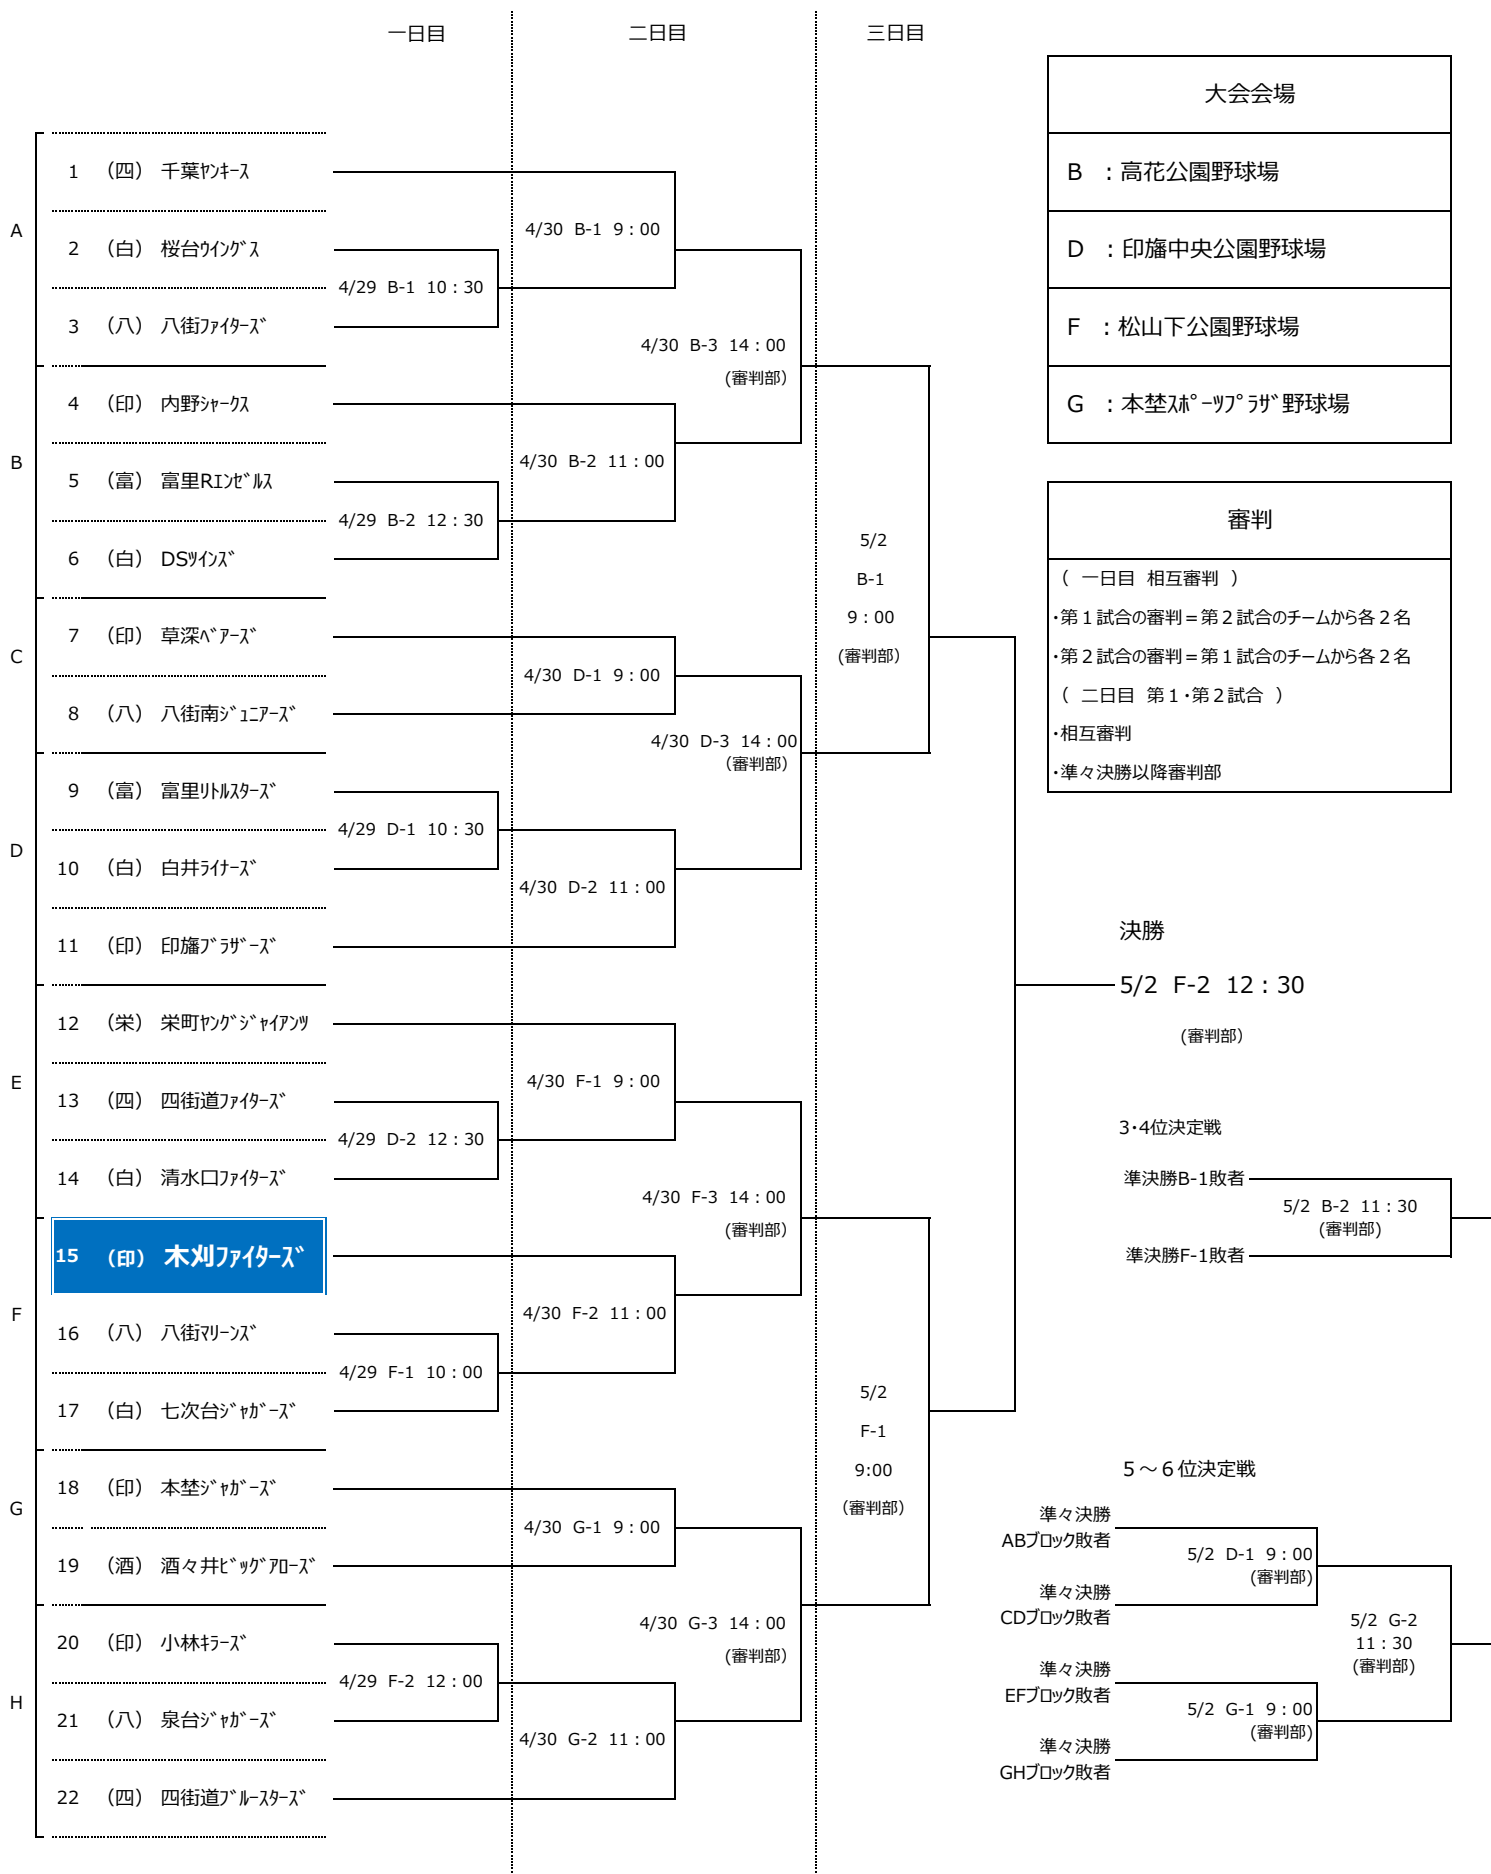 一日目
二日目
三日目
大会会場
B ：高花公園野球場
D ：印旛中央公園野球場
F ：松山下公園野球場
G ：本埜ｽﾎﾟｰﾂﾌﾟﾗｻﾞ野球場
審判
（ 一日目 相互審判 ）
・第１試合の審判＝第２試合のチームから各２名
・第２試合の審判＝第１試合のチームから各２名
（ 二日目 第１・第２試合 ）
・相互審判
・準々決勝以降審判部
A
1 （四） 千葉ﾔﾝｷｰｽ
2 （白） 桜台ｳｲﾝｸﾞｽ
3 （八） 八街ﾌｧｲﾀｰｽﾞ
B
4 （印） 内野ｼｬｰｸｽ
5 （富） 富里Rｴﾝｾﾞﾙｽ
6 （白） DSﾂｲﾝｽﾞ
C
7 （印） 草深ﾍﾞｱｰｽﾞ
8 （八） 八街南ｼﾞｭﾆｱｰｽﾞ
D
9 （富） 富里ﾘﾄﾙｽﾀｰｽﾞ
10 （白） 白井ﾗｲﾅｰｽﾞ
11 （印） 印旛ﾌﾞﾗｻﾞｰｽﾞ
E
12 （栄） 栄町ﾔﾝｸﾞｼﾞｬｲｱﾝﾂ
13 （四） 四街道ﾌｧｲﾀｰｽﾞ
14 （白） 清水口ﾌｧｲﾀｰｽﾞ
F
15 （印） 木刈ﾌｧｲﾀｰｽﾞ
16 （八） 八街ﾏﾘｰﾝｽﾞ
17 （白） 七次台ｼﾞｬｶﾞｰｽﾞ
G
18 （印） 本埜ｼﾞｬｶﾞｰｽﾞ
19 （酒） 酒々井ﾋﾞｯｸﾞｱﾛｰｽﾞ
H
20 （印） 小林ｷﾗｰｽﾞ
21 （八） 泉台ｼﾞｬｶﾞｰｽﾞ
22 （四） 四街道ﾌﾞﾙｰｽﾀｰｽﾞ
4/29 B-1 10：30
4/29 B-2 12：30
4/29 D-1 10：30
4/29 D-2 12：30
4/29 F-1 10：00
4/29 F-2 12：00
4/30 B-1 9：00
4/30 B-2 11：00
4/30 D-1 9：00
4/30 D-2 11：00
4/30 F-1 9：00
4/30 F-2 11：00
4/30 G-1 9：00
4/30 G-2 11：00
4/30 B-3 14：00
(審判部)
4/30 D-3 14：00
(審判部)
4/30 F-3 14：00
(審判部)
4/30 G-3 14：00
(審判部)
5/2
B-1
9：00
(審判部)
5/2
F-1
9:00
(審判部)
決勝
5/2 F-2 12：30
(審判部)
3・4位決定戦
準決勝B-1敗者
5/2 B-2 11：30
(審判部)
準決勝F-1敗者
５～６位決定戦
準々決勝
ABブロック敗者
5/2 D-1 9：00
(審判部)
準々決勝
CDブロック敗者
5/2 G-2
11：30
(審判部)
準々決勝
EFブロック敗者
5/2 G-1 9：00
(審判部)
準々決勝
GHブロック敗者